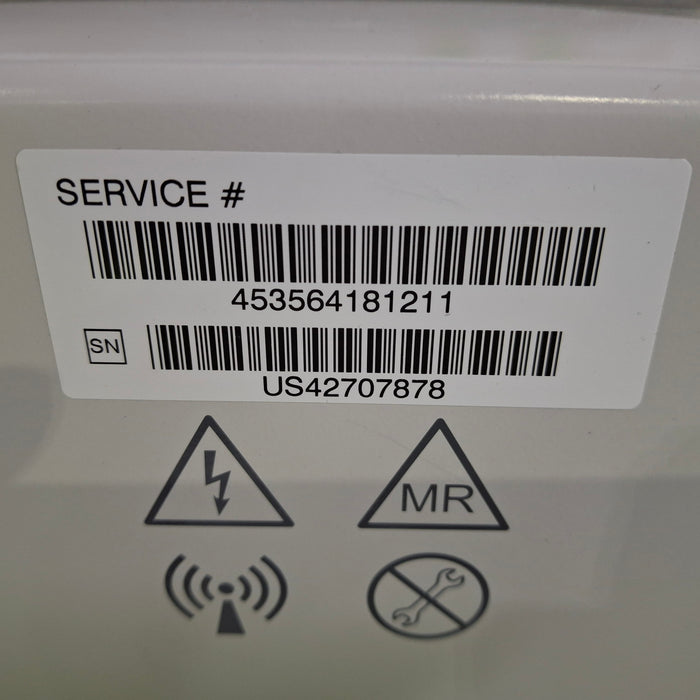 SERVICE #
453564181211
SN
US42707878
MR